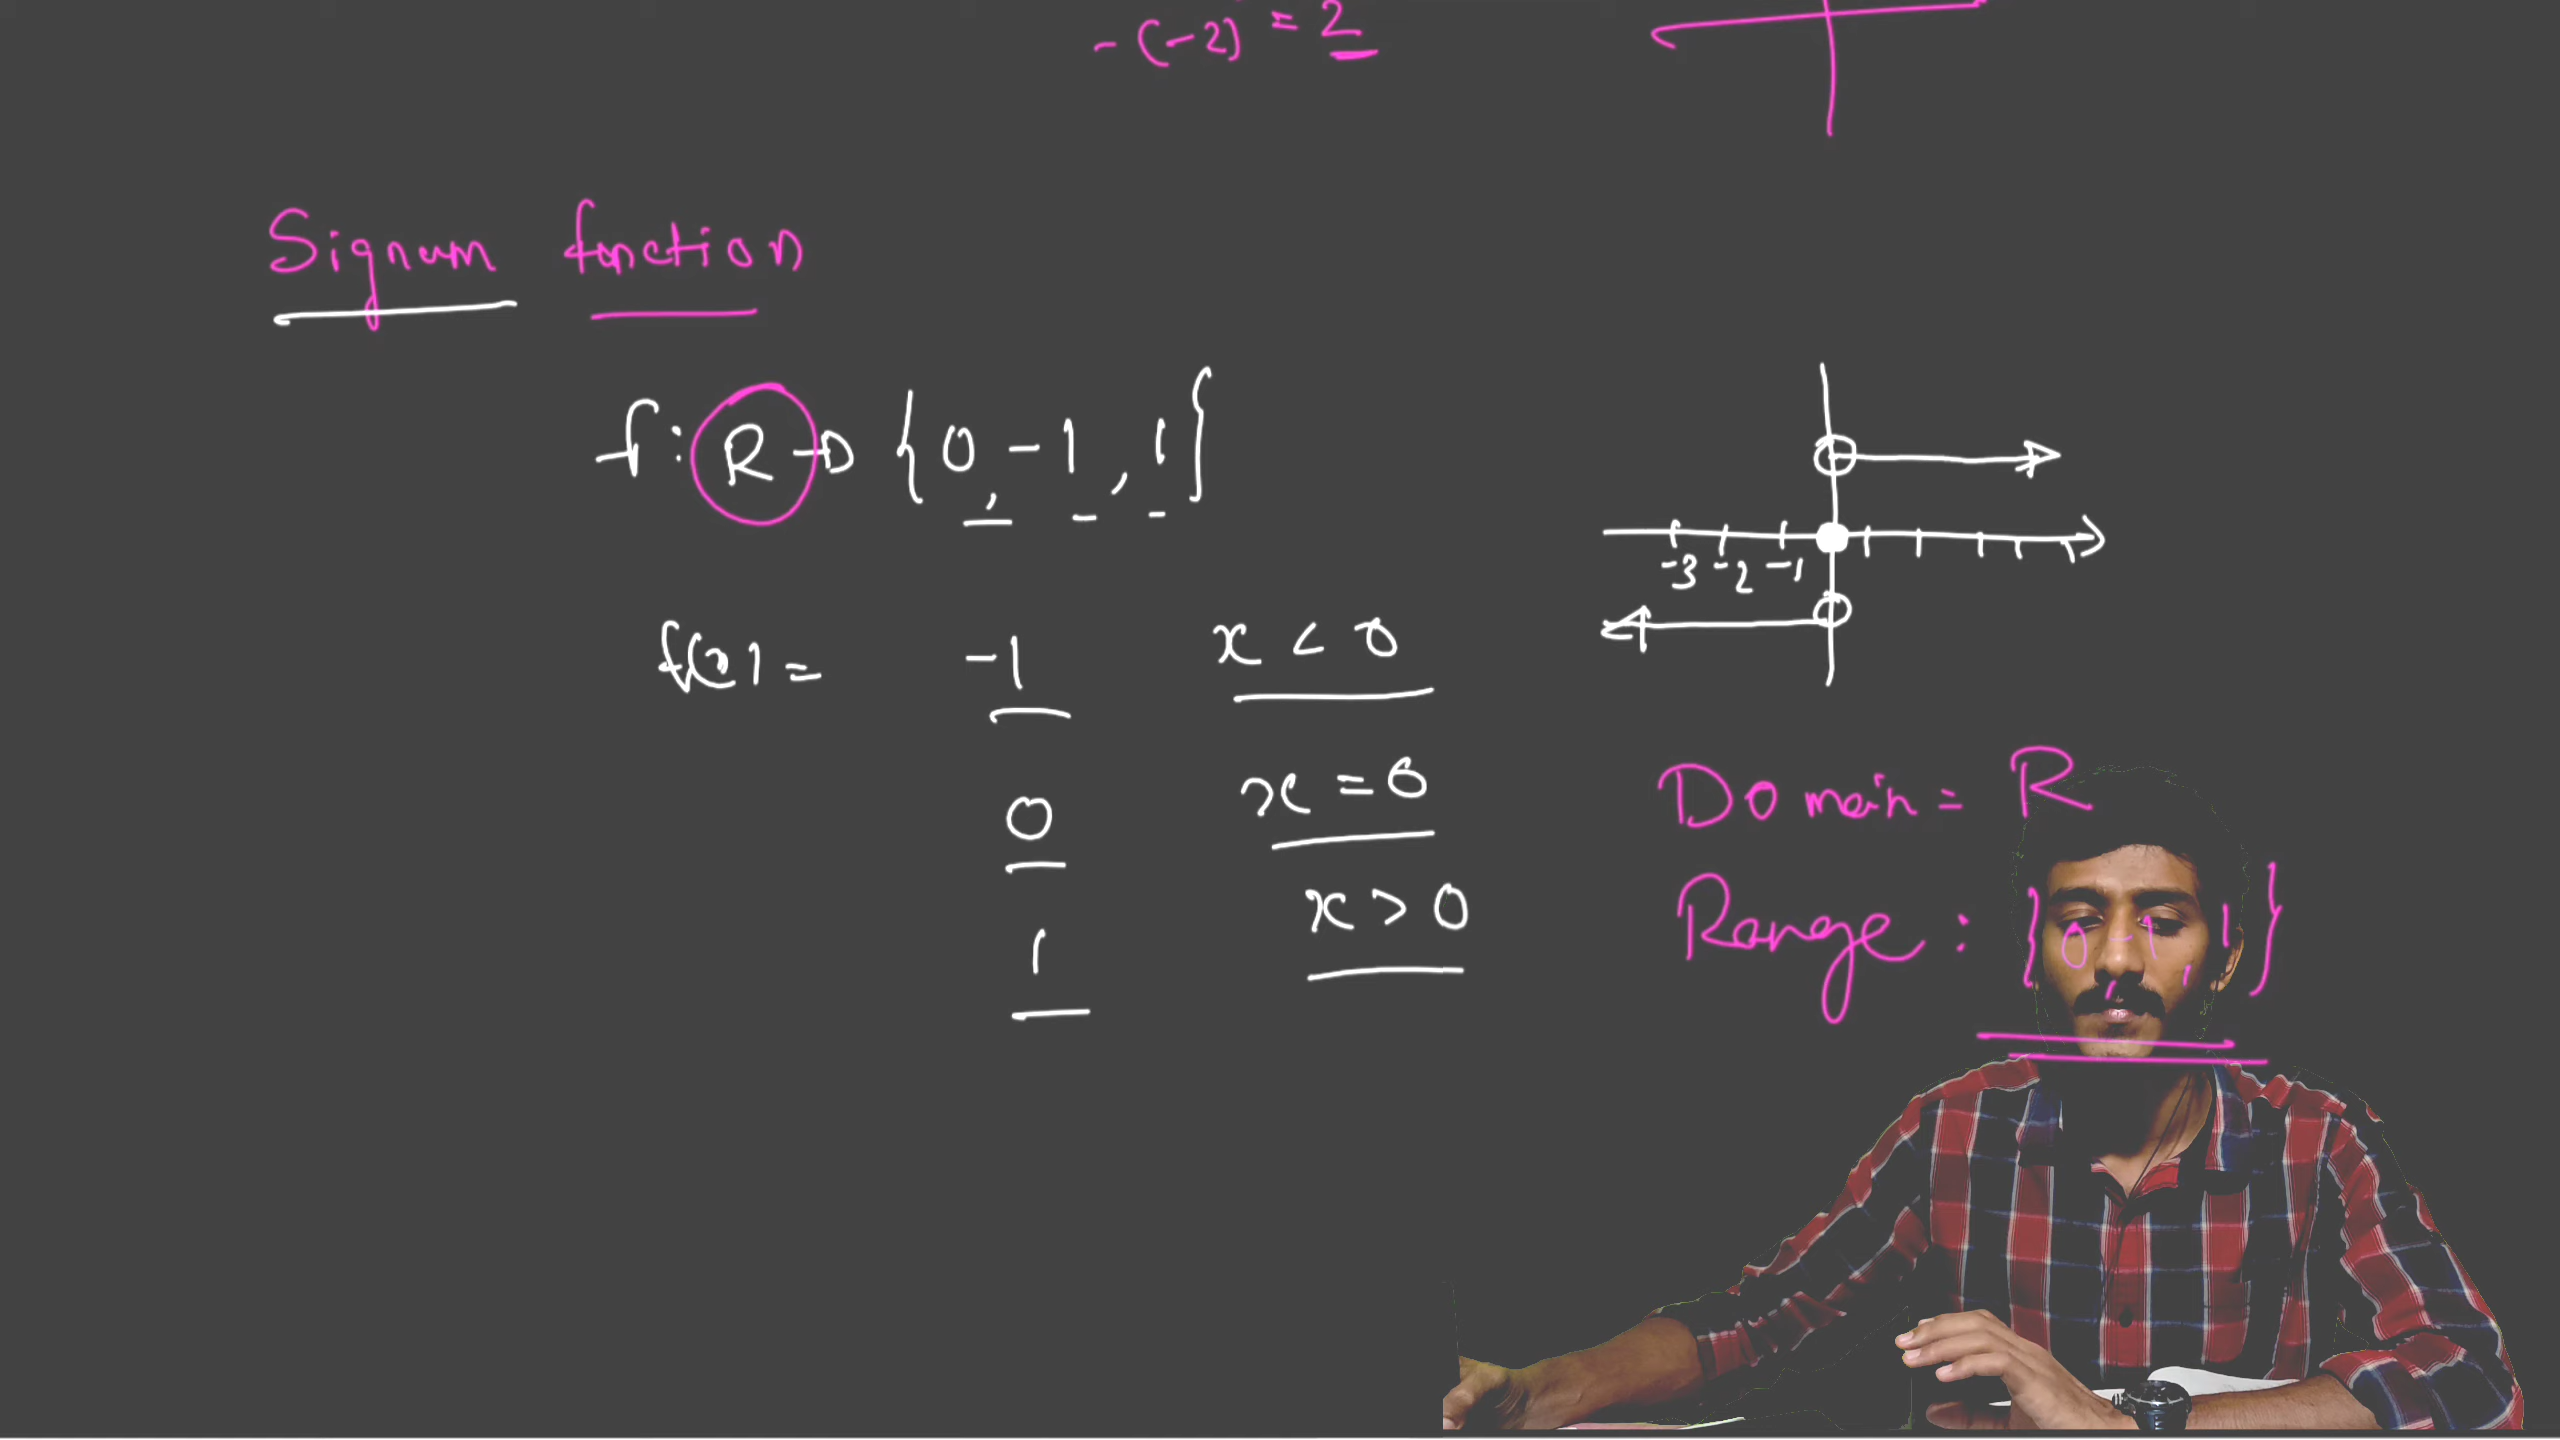 -(-2) = 2
Signum function
f: R → {0, -1, 1}
f(x) = -1 x < 0
0 x = 0
1 x > 0
-3 -2 -1
Domain = R
Range: {0, -1, 1}